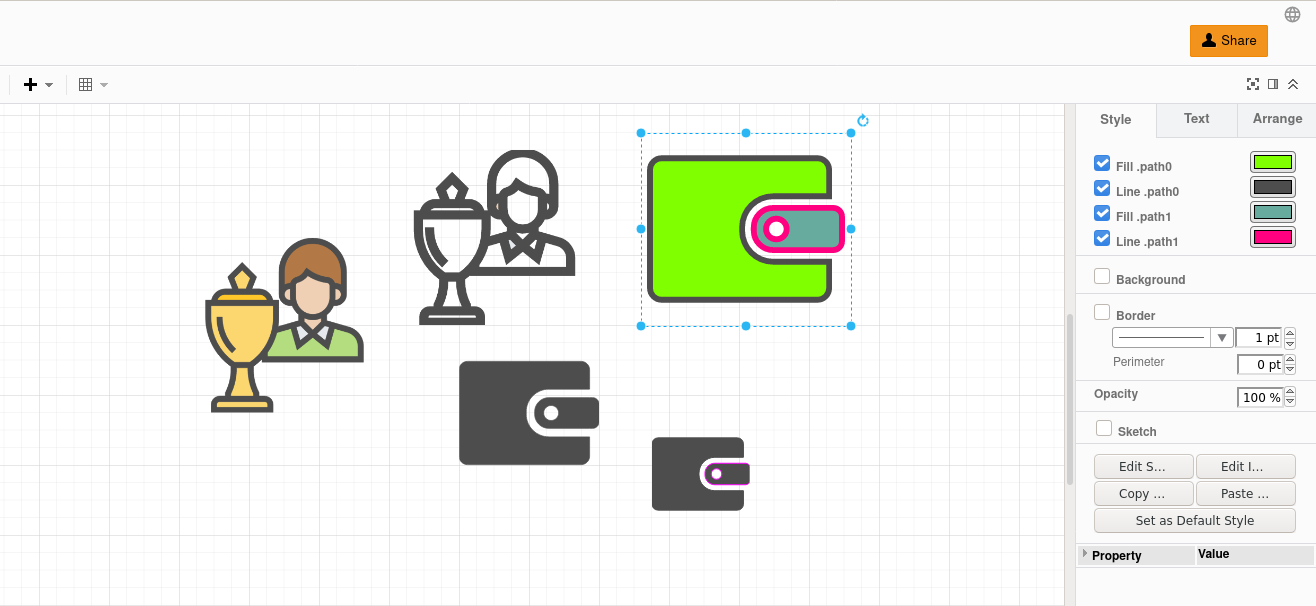 Share
Style Text Arrange
Fill .path0
Line .path0
Fill .path1
Line .path1
Background
Border
1 pt
Perimeter 0 pt
Opacity 100 %
Sketch
Edit S... Edit I...
Copy ... Paste ...
Set as Default Style
Property Value